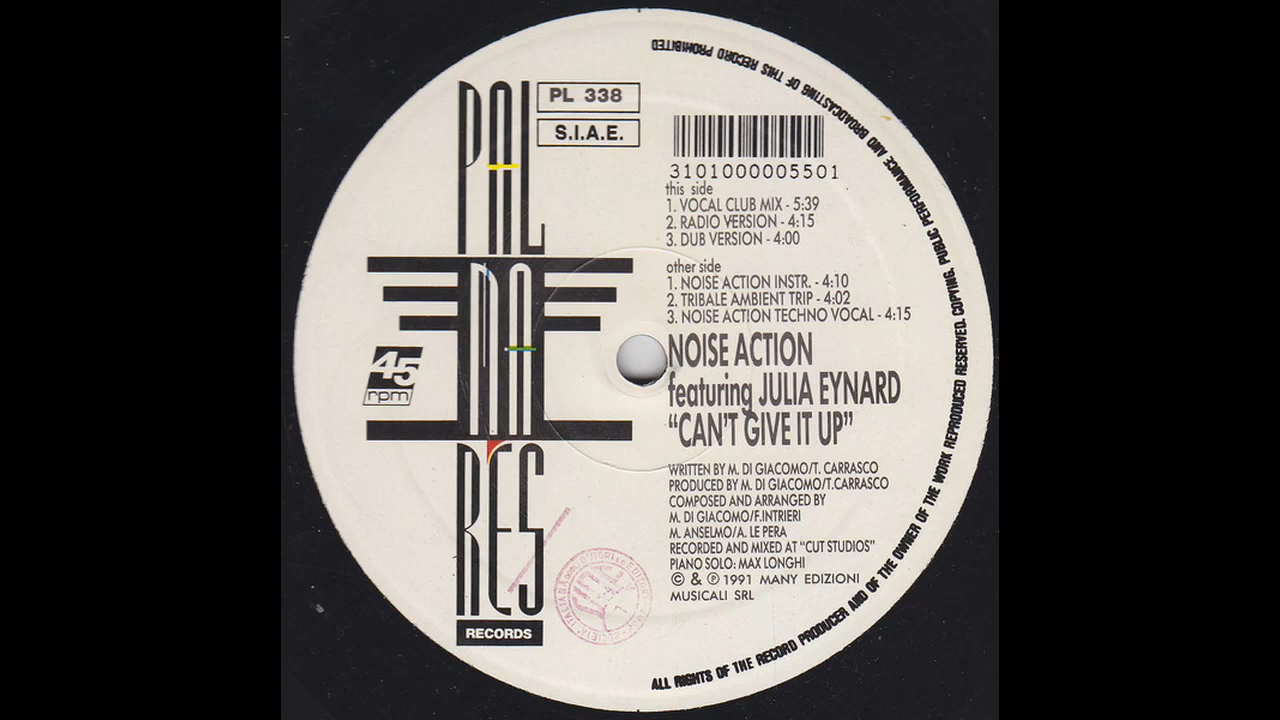 PAL
MA
RES
RECORDS
45
rpm
PL 338
S.I.A.E.
3101000005501
this side
1. VOCAL CLUB MIX - 5:39
2. RADIO VERSION - 4:15
3. DUB VERSION - 4:00
other side
1. NOISE ACTION INSTR. - 4:10
2. TRIBALE AMBIENT TRIP - 4:02
3. NOISE ACTION TECHNO VOCAL - 4:15
NOISE ACTION
featuring JULIA EYNARD
“CAN'T GIVE IT UP”
WRITTEN BY M. DI GIACOMO/T. CARRASCO
PRODUCED BY M. DI GIACOMO/T.CARRASCO
COMPOSED AND ARRANGED BY
M. DI GIACOMO/F.INTRIERI
M. ANSELMO/A. LE PERA
RECORDED AND MIXED AT “CUT STUDIOS”
PIANO SOLO: MAX LONGHI
© & ℗ 1991 MANY EDIZIONI
MUSICALI SRL
ALL RIGHTS OF THE RECORD PRODUCER AND OF THE OWNER OF THE WORK REPRODUCED RESERVED. COPYING, PUBLIC PERFORMANCE AND BROADCASTING OF THIS RECORD PROHIBITED